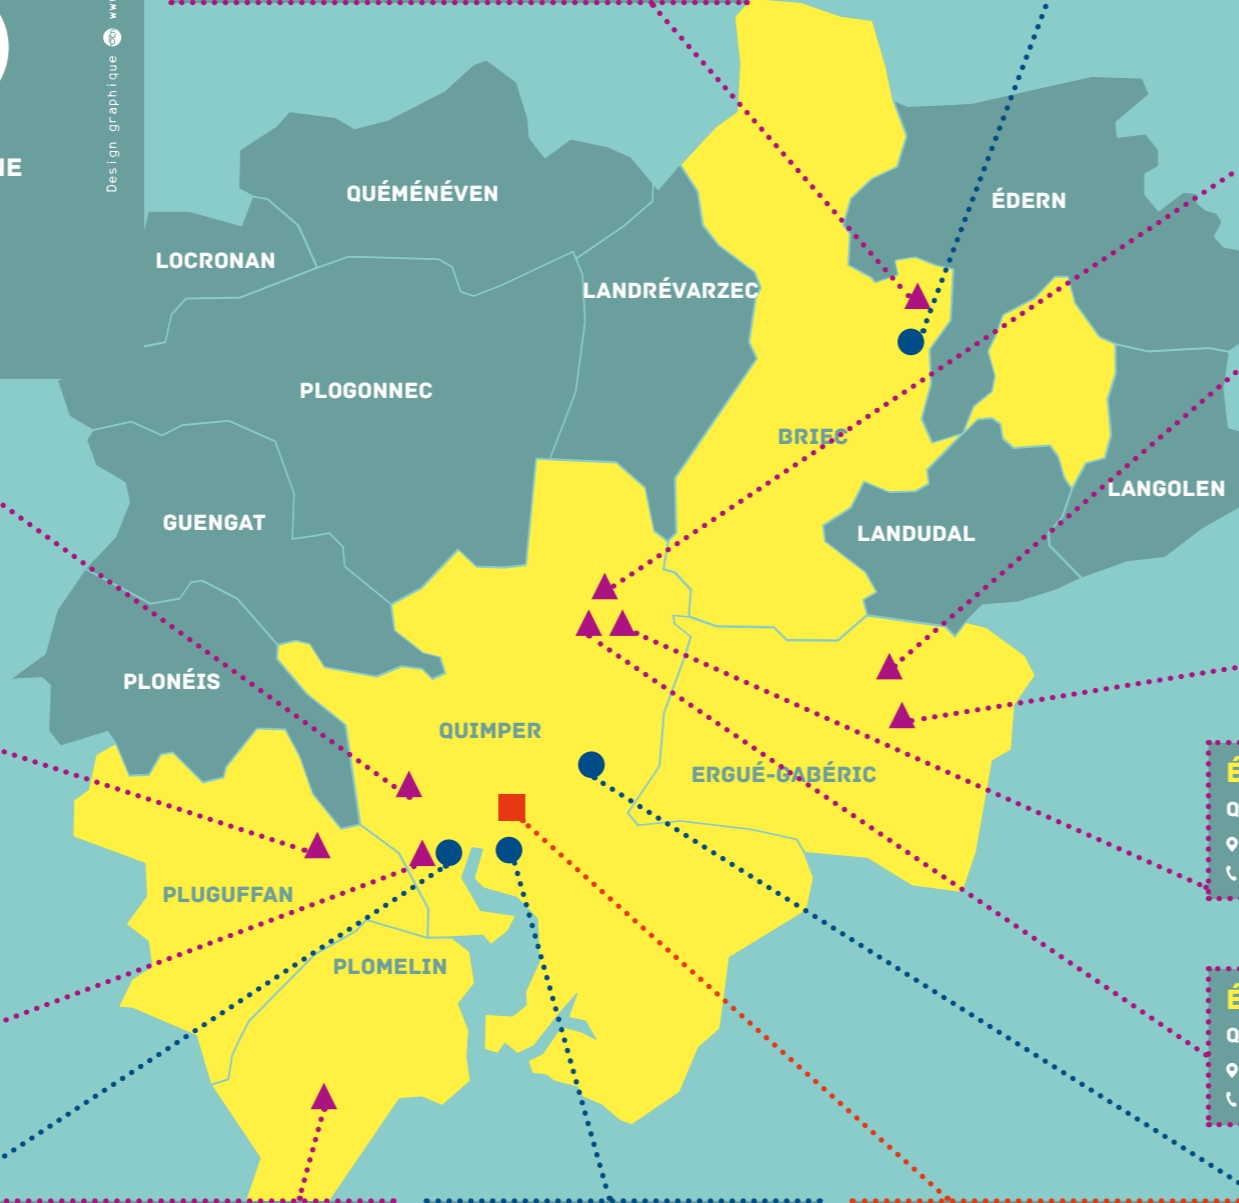 Design graphique
QUÉMÉNÉVEN
ÉDERN
LOCRONAN
LANDRÉVARZEC
PLOGONNEC
BRIEC
LANGOLEN
GUENGAT
LANDUDAL
PLONÉIS
QUIMPER
ERGUÉ-GABÉRIC
PLUGUFFAN
PLOMELIN